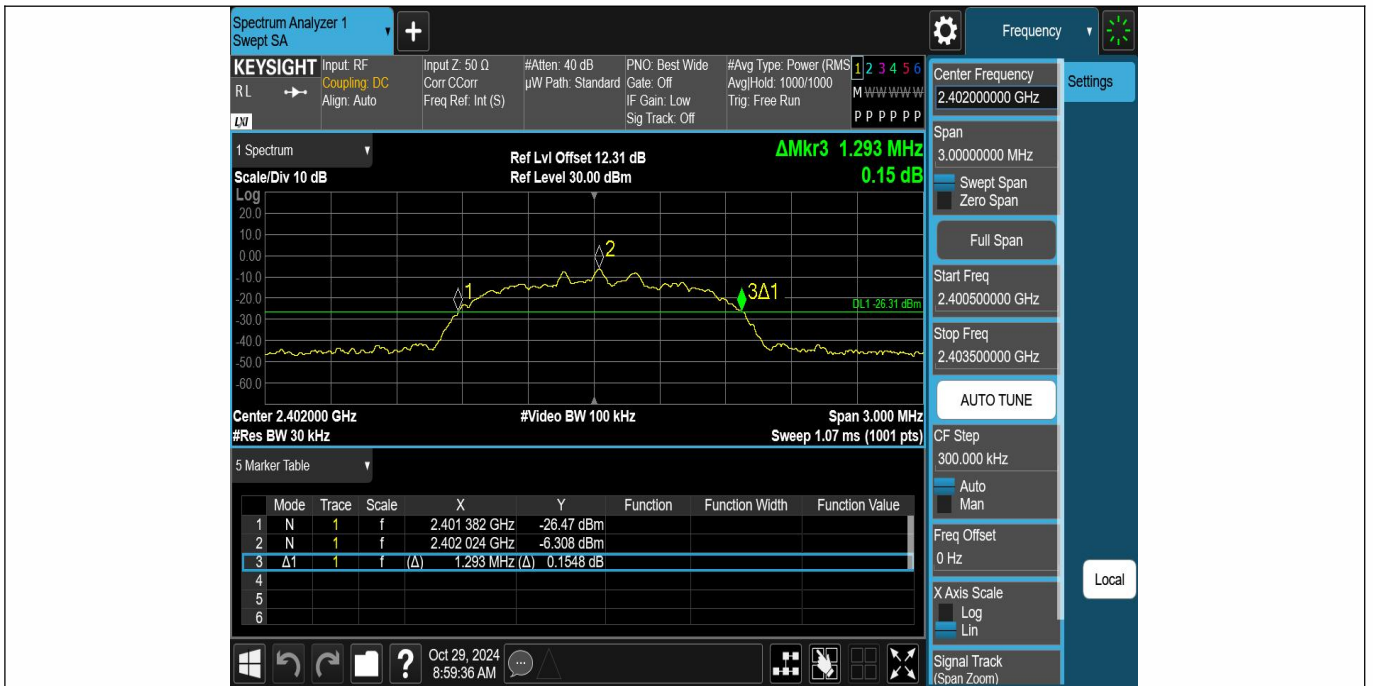 Spectrum Analyzer 1
Swept SA
+
Frequency
KEYSIGHT
RL
LXI
Input: RF
Coupling: DC
Align: Auto
Input Z: 50 Ω
Corr CCorr
Freq Ref: Int (S)
#Atten: 40 dB
µW Path: Standard
PNO: Best Wide
Gate: Off
IF Gain: Low
Sig Track: Off
#Avg Type: Power (RMS
Avg|Hold: 1000/1000
Trig: Free Run
1 2 3 4 5 6
M W W W W W
P P P P P P
1 Spectrum
Scale/Div 10 dB
Ref Lvl Offset 12.31 dB
Ref Level 30.00 dBm
ΔMkr3 1.293 MHz
0.15 dB
Log
20.0
10.0
0.00
-10.0
-20.0
-30.0
-40.0
-50.0
-60.0
1
2
3Δ1
DL1 -26.31 dBm
Center 2.402000 GHz
#Video BW 100 kHz
Span 3.000 MHz
#Res BW 30 kHz
Sweep 1.07 ms (1001 pts)
5 Marker Table
Mode Trace Scale X Y Function Function Width Function Value
1 N 1 f 2.401 382 GHz -26.47 dBm
2 N 1 f 2.402 024 GHz -6.308 dBm
3 Δ1 1 f (Δ) 1.293 MHz (Δ) 0.1548 dB
4
5
6
?
Oct 29, 2024
8:59:36 AM
Center Frequency
2.402000000 GHz
Settings
Span
3.00000000 MHz
Swept Span
Zero Span
Full Span
Start Freq
2.400500000 GHz
Stop Freq
2.403500000 GHz
AUTO TUNE
CF Step
300.000 kHz
Auto
Man
Freq Offset
0 Hz
X Axis Scale
Log
Lin
Local
Signal Track
(Span Zoom)